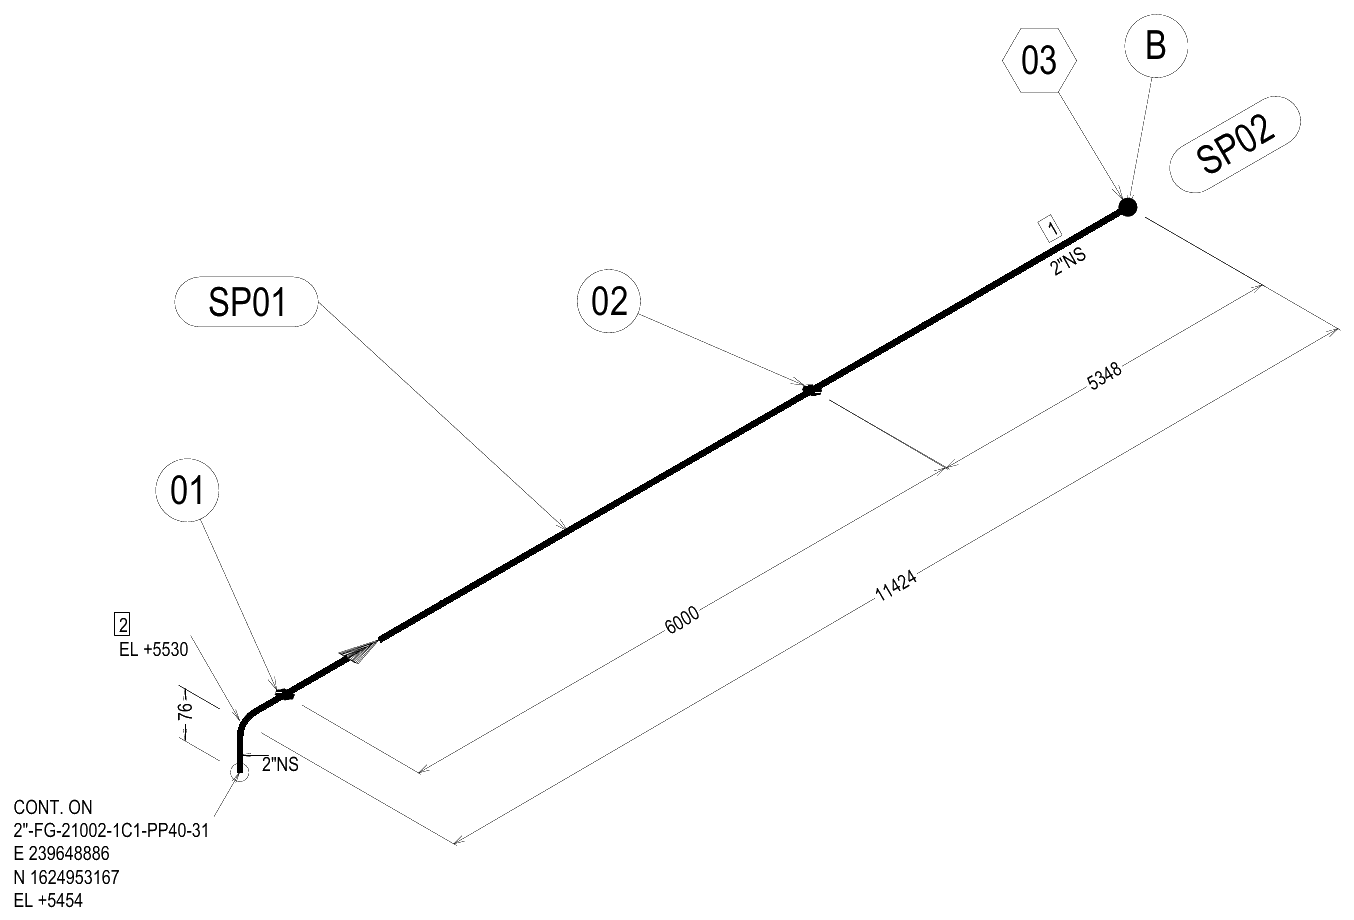 03
B
SP02
1
2"NS
SP01
02
5348
01
11424
6000
2
EL +5530
76
2"NS
CONT. ON
2"-FG-21002-1C1-PP40-31
E 239648886
N 1624953167
EL +5454